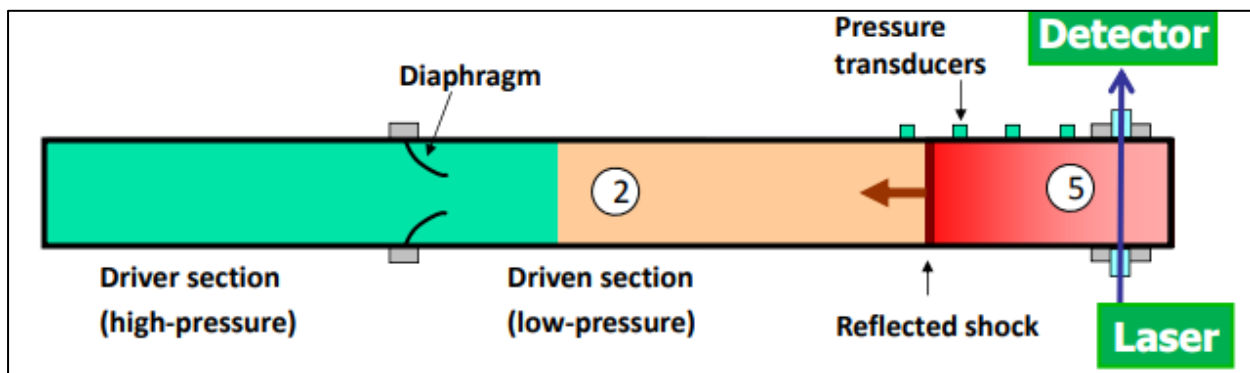 Pressure
transducers
Detector
Diaphragm
2
5
Driver section
(high-pressure)
Driven section
(low-pressure)
Reflected shock
Laser